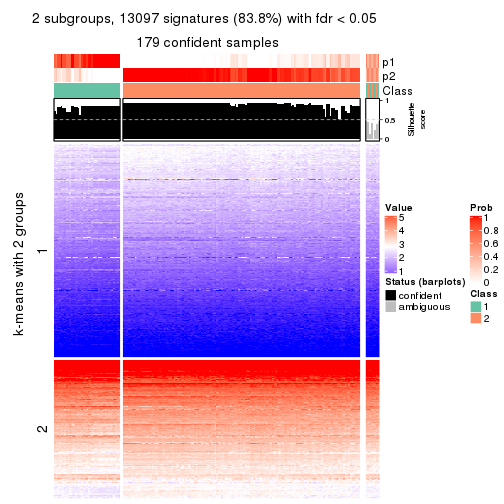 2 subgroups, 13097 signatures (83.8%) with fdr < 0.05
179 confident samples
p1
p2
Class
1
0.5
0
Silhouette
score
k-means with 2 groups
1
2
Value
5
4
3
2
1
Status (barplots)
confident
ambiguous
Prob
1
0.8
0.6
0.4
0.2
0
Class
1
2